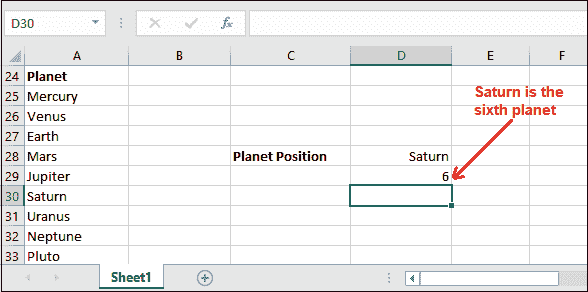 D30 fx
A B C D E F
24 Planet
25 Mercury
26 Venus
27 Earth
28 Mars Planet Position Saturn
29 Jupiter 6
30 Saturn
31 Uranus
32 Neptune
33 Pluto
Saturn is the
sixth planet
Sheet1